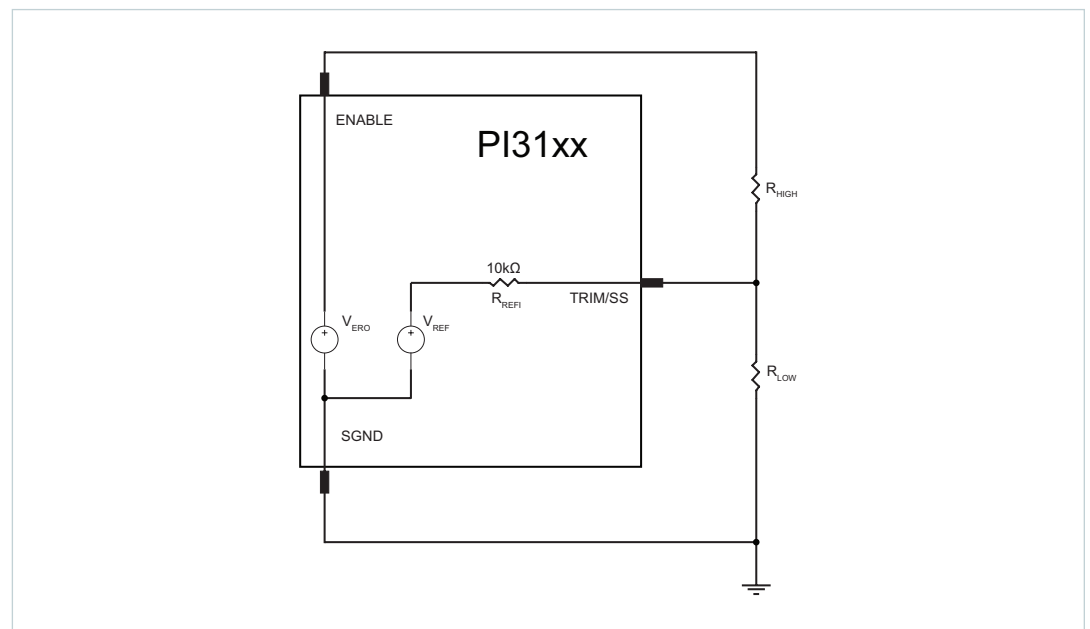 ENABLE
PI31xx
R_HIGH
10kΩ
R_REFI
TRIM/SS
V_ERO
V_REF
R_LOW
SGND